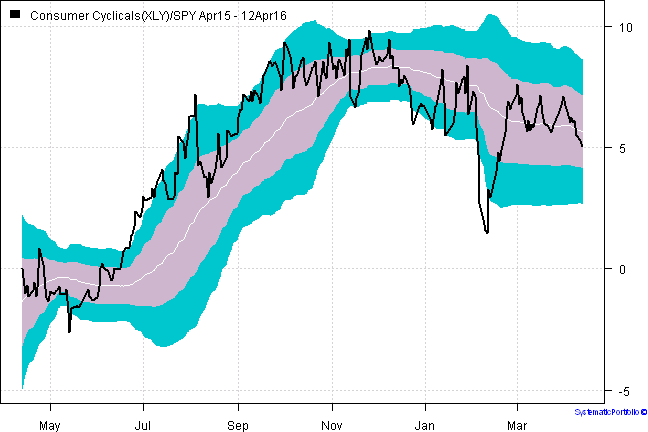 Consumer Cyclicals(XLY)/SPY Apr15 - 12Apr16
10
5
0
-5
May Jul Sep Nov Jan Mar
SystematicPortfolio ©